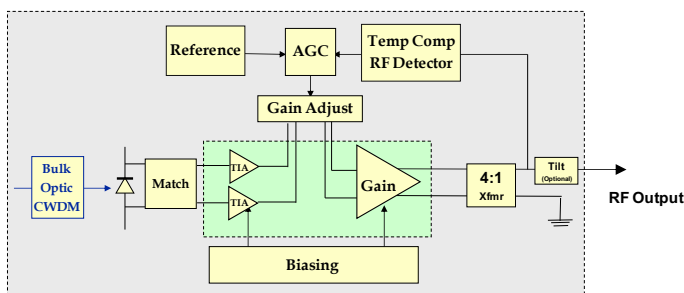 Reference
AGC
Temp Comp
RF Detector
Gain Adjust
Bulk
Optic
CWDM
Match
TIA
TIA
Gain
4:1
Xfmr
Tilt
(Optional)
RF Output
Biasing